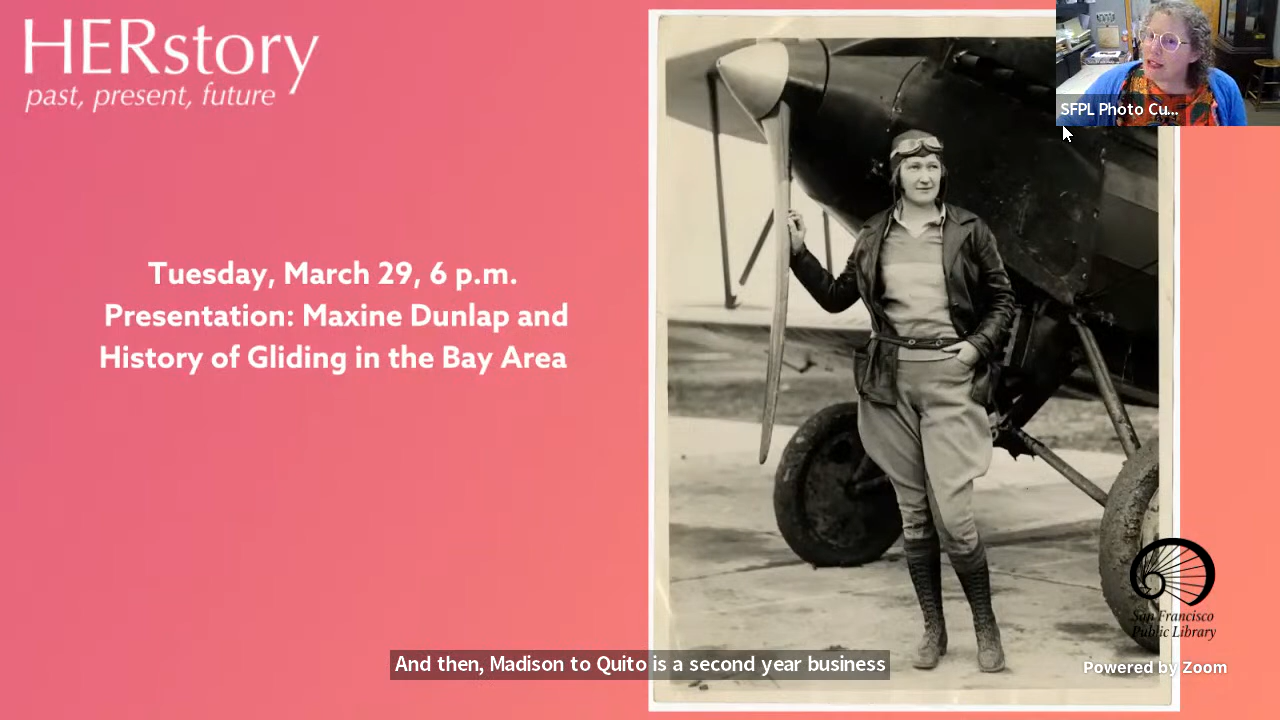 HERstory
past, present, future
SFPL Photo Cu...
Tuesday, March 29, 6 p.m.
Presentation: Maxine Dunlap and
History of Gliding in the Bay Area
San Francisco
Public Library
And then, Madison to Quito is a second year business
Powered by Zoom